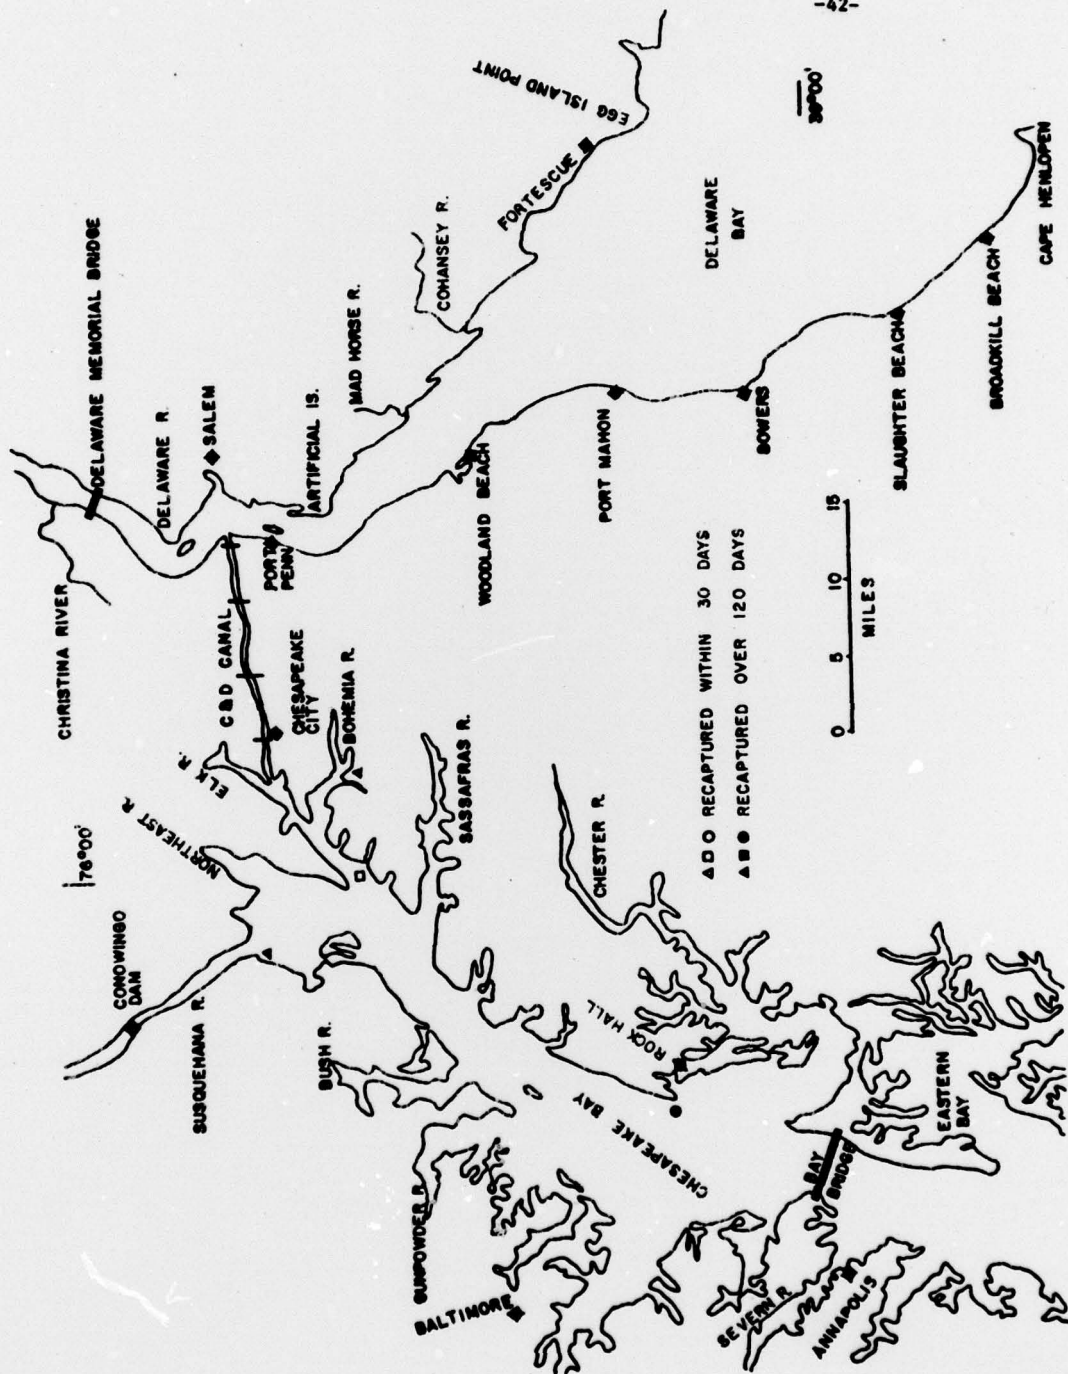 -42-
CHRISTINA RIVER
DELAWARE MEMORIAL BRIDGE
DELAWARE R.
SALEM
ARTIFICIAL IS.
MAD HORSE R.
COHANSEY R.
FORTESCUE
EGG ISLAND POINT
39°00'
DELAWARE
BAY
C&D CANAL
PORT
PENN
CHESAPEAKE
CITY
BOHEMIA R.
ELK R.
NORTHEAST R.
76°00'
CONOWINGO
DAM
SUSQUEHANA R.
BUSH R.
SASSAFRAS R.
WOODLAND BEACH
PORT MAHON
BOWERS
SLAUGHTER BEACH
BROADKILL BEACH
CAPE HENLOPEN
CHESTER R.
ROCK HALL
CHESAPEAKE BAY
GUNPOWDER R.
BALTIMORE
SEVERN R.
ANNAPOLIS
BAY
BRIDGE
EASTERN
BAY
△□○ RECAPTURED WITHIN 30 DAYS
▲■● RECAPTURED OVER 120 DAYS
0 5 10 15
MILES